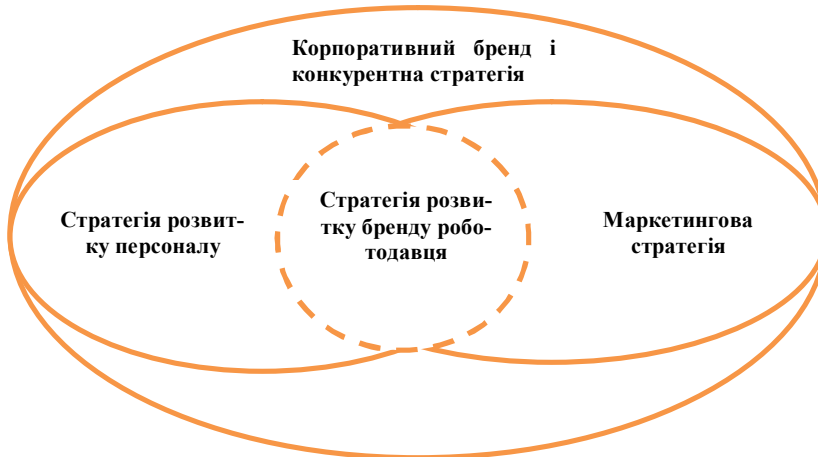 Корпоративний бренд і
конкурентна стратегія
Стратегія розвит-
ку персоналу
Стратегія розви-
тку бренду робо-
тодавця
Маркетингова
стратегія